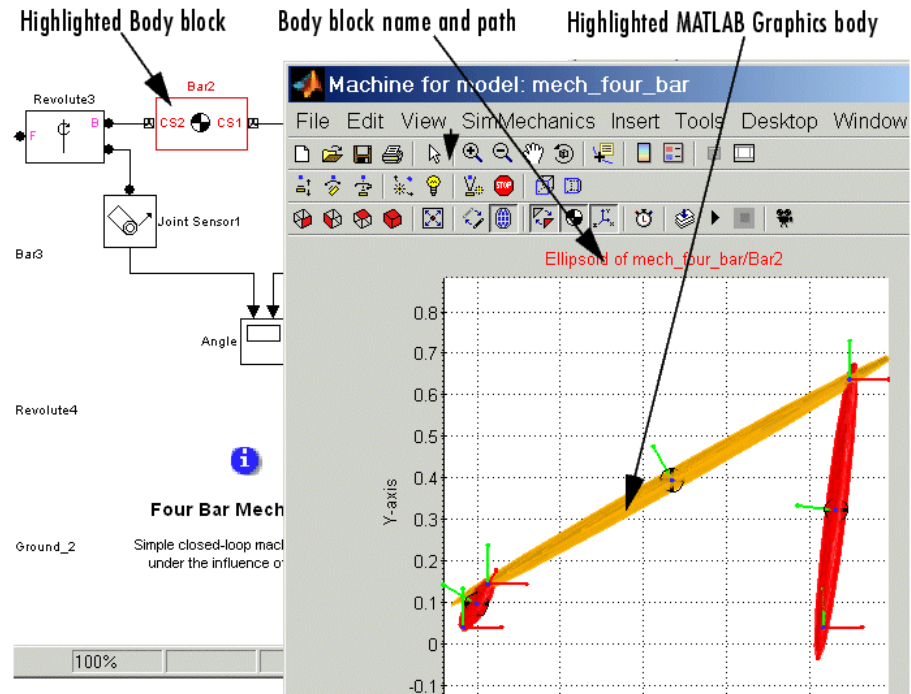 Highlighted Body block
Body block name and path
Highlighted MATLAB Graphics body
Bar2
Revolute3
F
B
CS2
CS1
Joint Sensor1
Bar3
Angle
Revolute4
Four Bar Mech
Ground_2
Simple closed-loop mac
under the influence o
100%
Machine for model: mech_four_bar
File Edit View SimMechanics Insert Tools Desktop Window
STOP
Ellipsoid of mech_four_bar/Bar2
0.8
0.7
0.6
0.5
0.4
0.3
0.2
0.1
0
-0.1
Y-axis